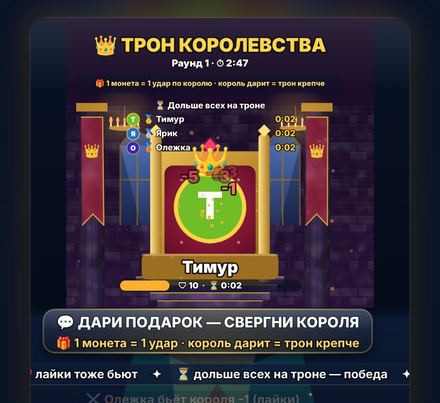 👑 ТРОН КОРОЛЕВСТВА
Раунд 1 · ⏱ 2:47
🎁 1 монета = 1 удар по королю · король дарит = трон крепче
⏳ Дольше всех на троне
Т 🥇 Тимур 0:02
Я 🥈 Ярик 0:02
О 🥉 Олежка 0:02
-5 -3 -1
Т
Тимур
♡ 10 · ⏳ 0:02
💬 ДАРИ ПОДАРОК — СВЕРГНИ КОРОЛЯ
🎁 1 монета = 1 удар · король дарит = трон крепче
лайки тоже бьют ✦ ⏳ дольше всех на троне — победа ✦
⚔ Олежка бьёт короля -1 (лайки)